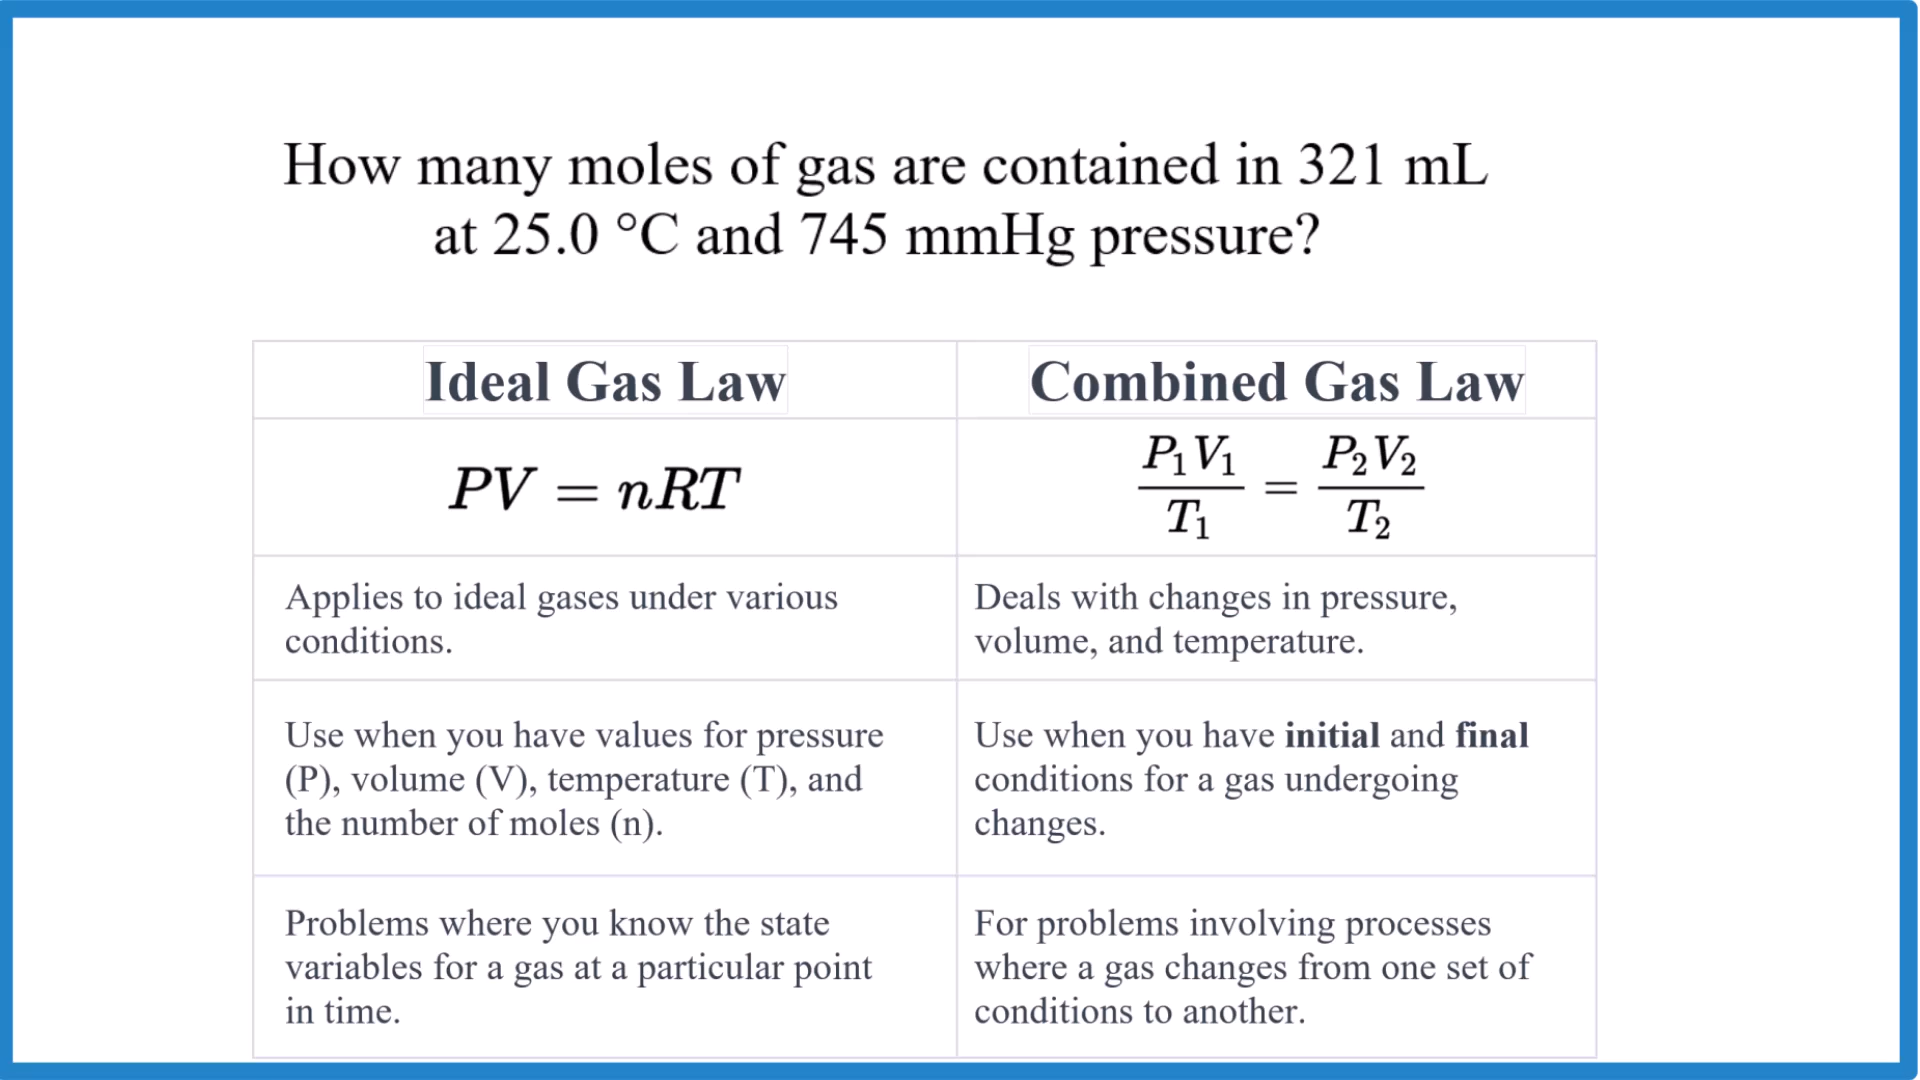 How many moles of gas are contained in 321 mL
at 25.0 °C and 745 mmHg pressure?
Ideal Gas Law
Combined Gas Law
PV = nRT
P₁V₁/T₁ = P₂V₂/T₂
Applies to ideal gases under various
conditions.
Deals with changes in pressure,
volume, and temperature.
Use when you have values for pressure
(P), volume (V), temperature (T), and
the number of moles (n).
Use when you have initial and final
conditions for a gas undergoing
changes.
Problems where you know the state
variables for a gas at a particular point
in time.
For problems involving processes
where a gas changes from one set of
conditions to another.